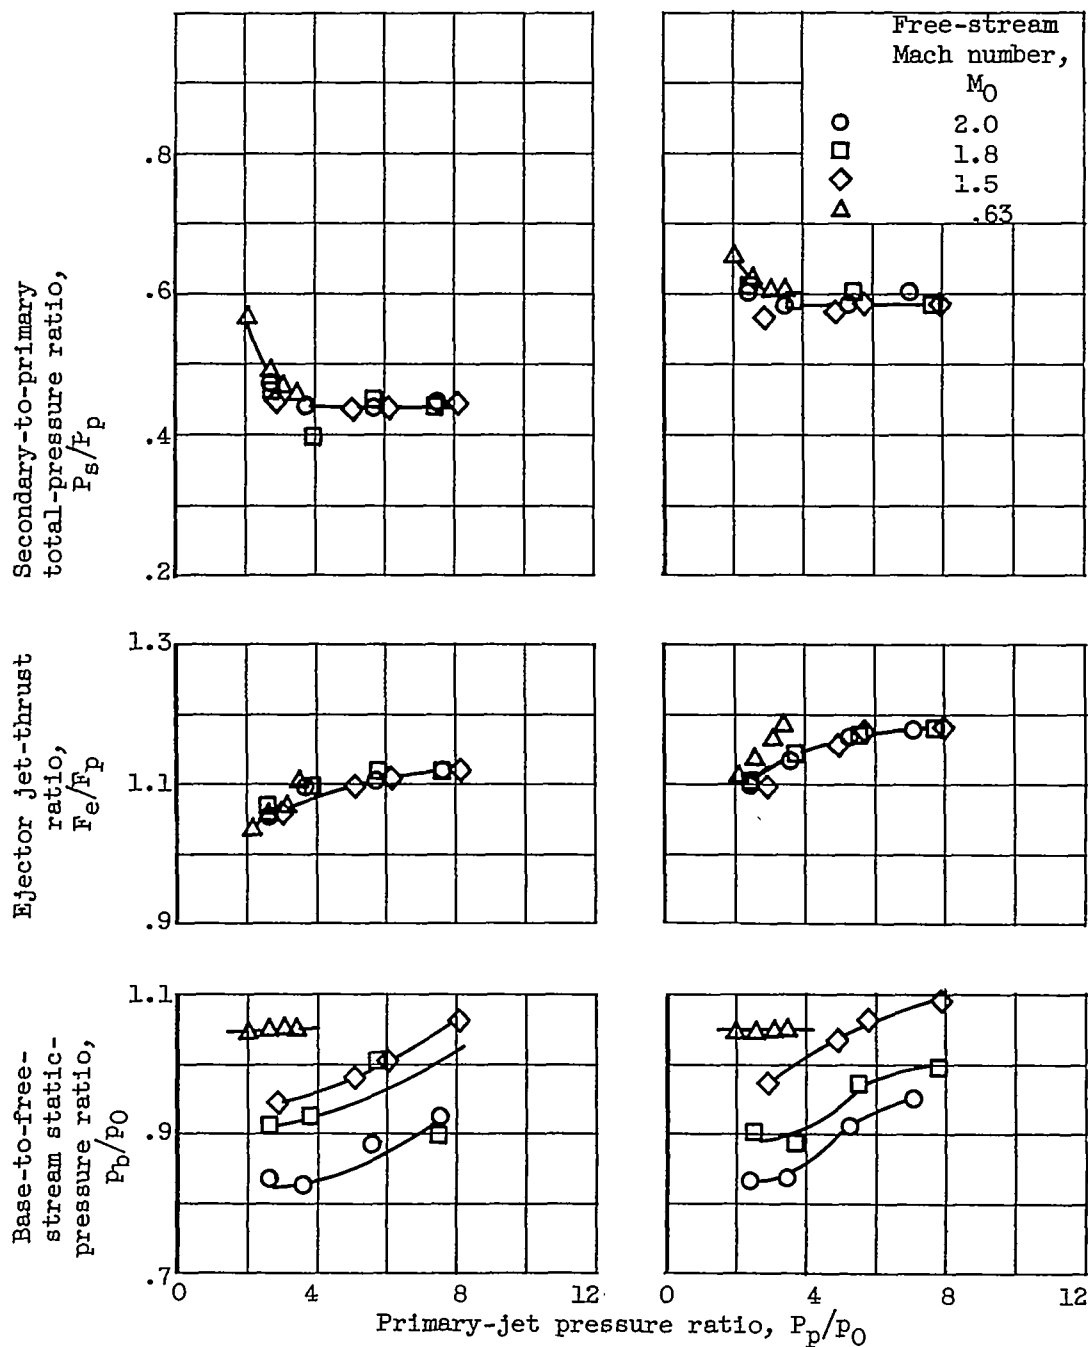 Free-stream
Mach number,
M0
2.0
1.8
1.5
.63
Secondary-to-primary
total-pressure ratio,
Ps/Pp
.8
.6
.4
.2
Ejector jet-thrust
ratio,
Fe/Fp
1.3
1.1
.9
Base-to-free-
stream static-
pressure ratio,
pb/p0
1.1
.9
.7
0 4 8 12
0 4 8 12
Primary-jet pressure ratio, Pp/p0